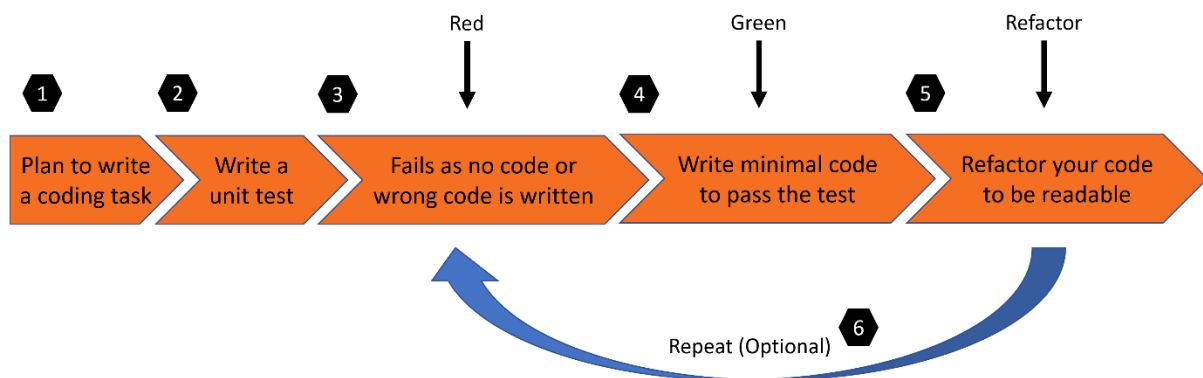 Red
Green
Refactor
1
2
3
4
5
Plan to write
a coding task
Write a
unit test
Fails as no code or
wrong code is written
Write minimal code
to pass the test
Refactor your code
to be readable
6
Repeat (Optional)